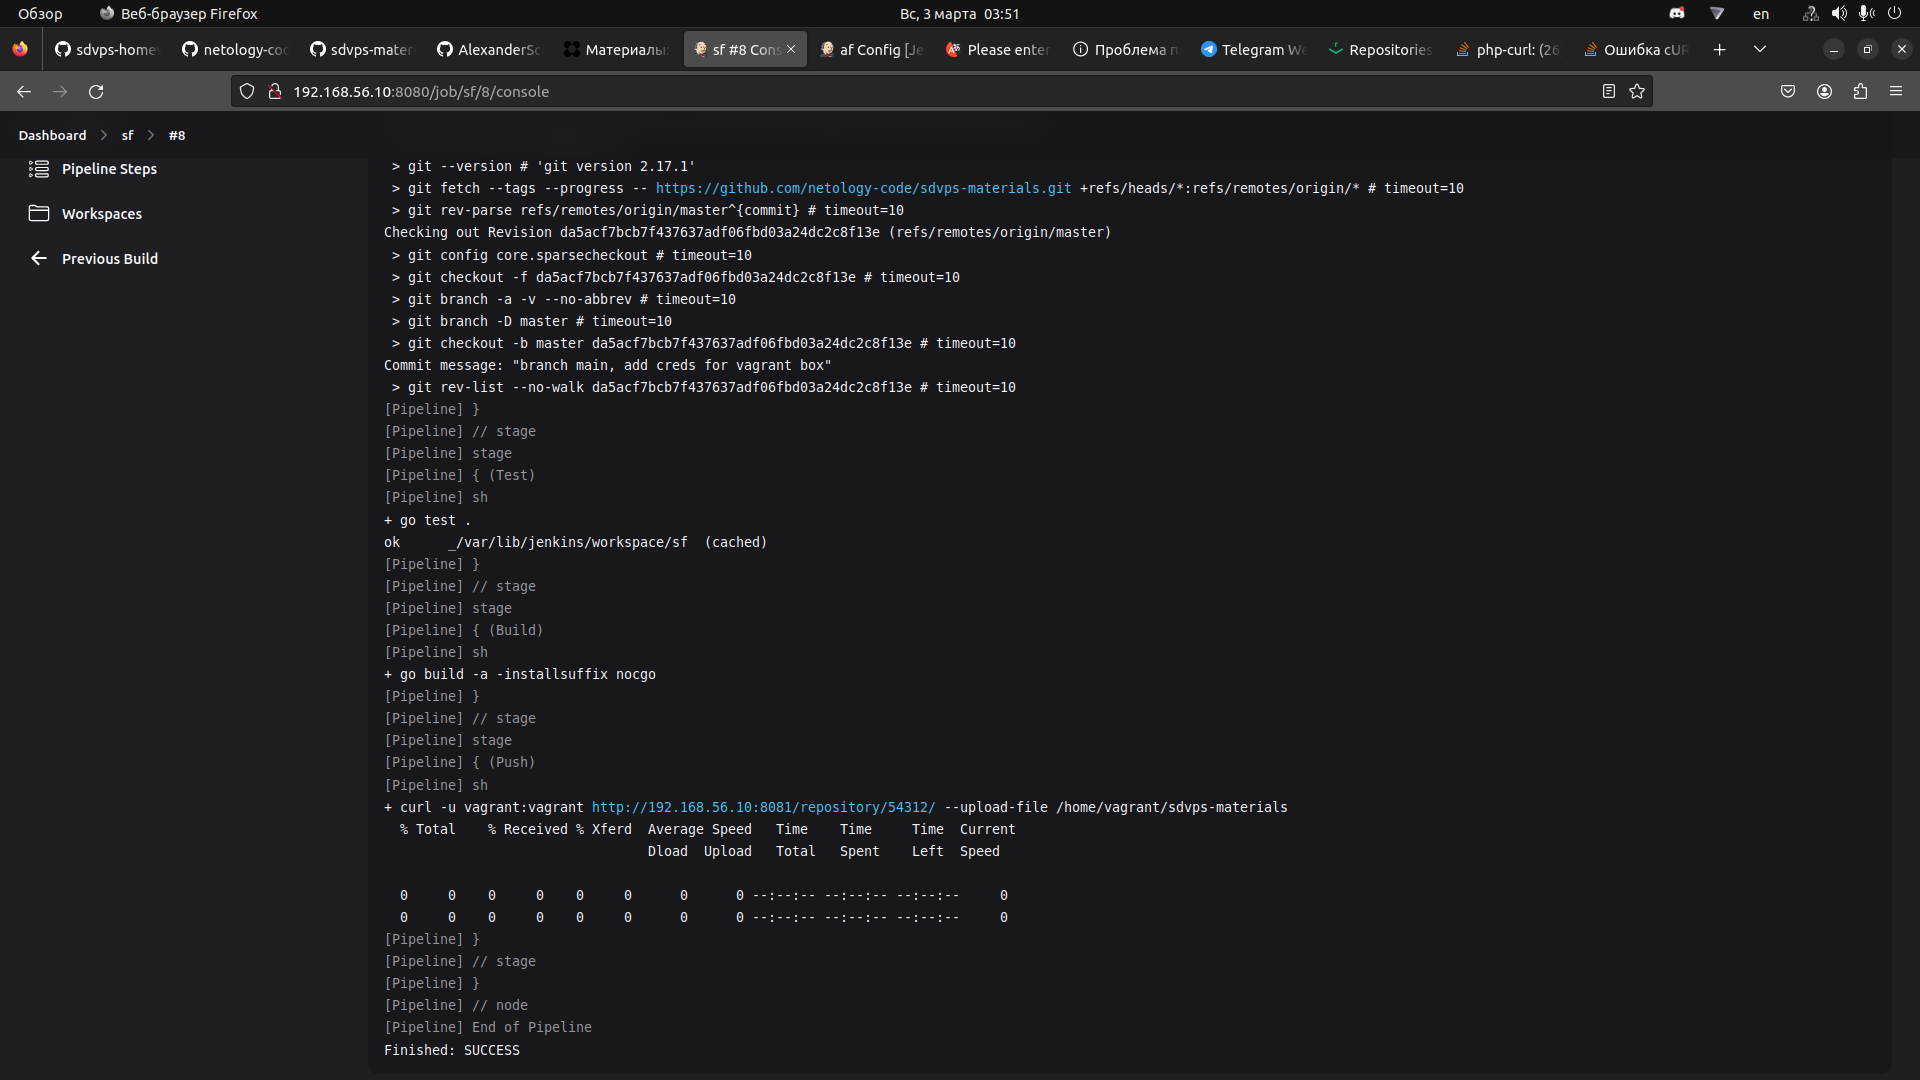 Обзор
Веб-браузер Firefox
Вс, 3 марта 03:51
en
sdvps-homew
netology-coc
sdvps-materi
AlexanderSc
Материалы
sf #8 Cons
af Config [Je
Please enter
Проблема п
Telegram We
Repositories
php-curl: (26
Ошибка cUR
192.168.56.10:8080/job/sf/8/console
Dashboard
sf
#8
Pipeline Steps
Workspaces
Previous Build
> git --version # 'git version 2.17.1'
> git fetch --tags --progress -- https://github.com/netology-code/sdvps-materials.git +refs/heads/*:refs/remotes/origin/* # timeout=10
> git rev-parse refs/remotes/origin/master^{commit} # timeout=10
Checking out Revision da5acf7bcb7f437637adf06fbd03a24dc2c8f13e (refs/remotes/origin/master)
> git config core.sparsecheckout # timeout=10
> git checkout -f da5acf7bcb7f437637adf06fbd03a24dc2c8f13e # timeout=10
> git branch -a -v --no-abbrev # timeout=10
> git branch -D master # timeout=10
> git checkout -b master da5acf7bcb7f437637adf06fbd03a24dc2c8f13e # timeout=10
Commit message: "branch main, add creds for vagrant box"
> git rev-list --no-walk da5acf7bcb7f437637adf06fbd03a24dc2c8f13e # timeout=10
[Pipeline] }
[Pipeline] // stage
[Pipeline] stage
[Pipeline] { (Test)
[Pipeline] sh
+ go test .
ok _/var/lib/jenkins/workspace/sf (cached)
[Pipeline] }
[Pipeline] // stage
[Pipeline] stage
[Pipeline] { (Build)
[Pipeline] sh
+ go build -a -installsuffix nocgo
[Pipeline] }
[Pipeline] // stage
[Pipeline] stage
[Pipeline] { (Push)
[Pipeline] sh
+ curl -u vagrant:vagrant http://192.168.56.10:8081/repository/54312/ --upload-file /home/vagrant/sdvps-materials
% Total % Received % Xferd Average Speed Time Time Time Current
Dload Upload Total Spent Left Speed
0 0 0 0 0 0 0 0 --:--:-- --:--:-- --:--:-- 0
0 0 0 0 0 0 0 0 --:--:-- --:--:-- --:--:-- 0
[Pipeline] }
[Pipeline] // stage
[Pipeline] }
[Pipeline] // node
[Pipeline] End of Pipeline
Finished: SUCCESS